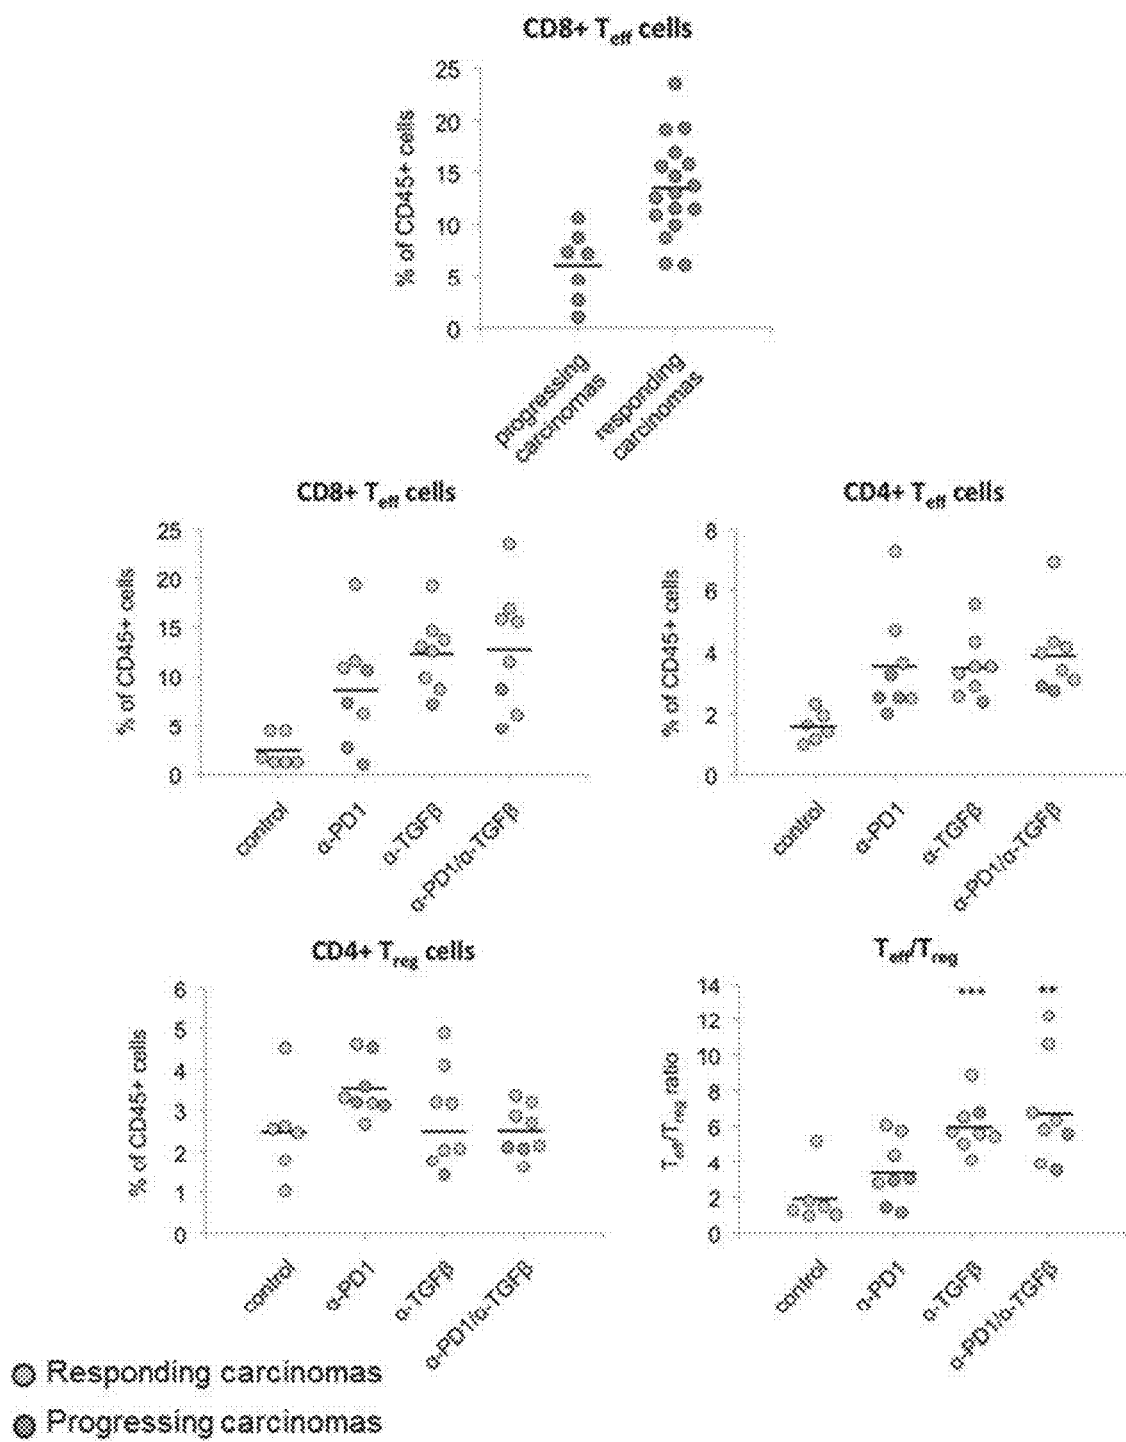 CD8+ Teff cells
% of CD45+ cells
25
20
15
10
5
0
progressing
carcinomas
responding
carcinomas
CD8+ Teff cells
% of CD45+ cells
25
20
15
10
5
0
control
α-PD1
α-TGFβ
α-PD1/α-TGFβ
CD4+ Teff cells
% of CD45+ cells
8
6
4
2
0
control
α-PD1
α-TGFβ
α-PD1/α-TGFβ
CD4+ Treg cells
% of CD45+ cells
6
5
4
3
2
1
0
control
α-PD1
α-TGFβ
α-PD1/α-TGFβ
Teff/Treg
Teff/Treg ratio
14
12
10
8
6
4
2
0
***
**
control
α-PD1
α-TGFβ
α-PD1/α-TGFβ
Responding carcinomas
Progressing carcinomas